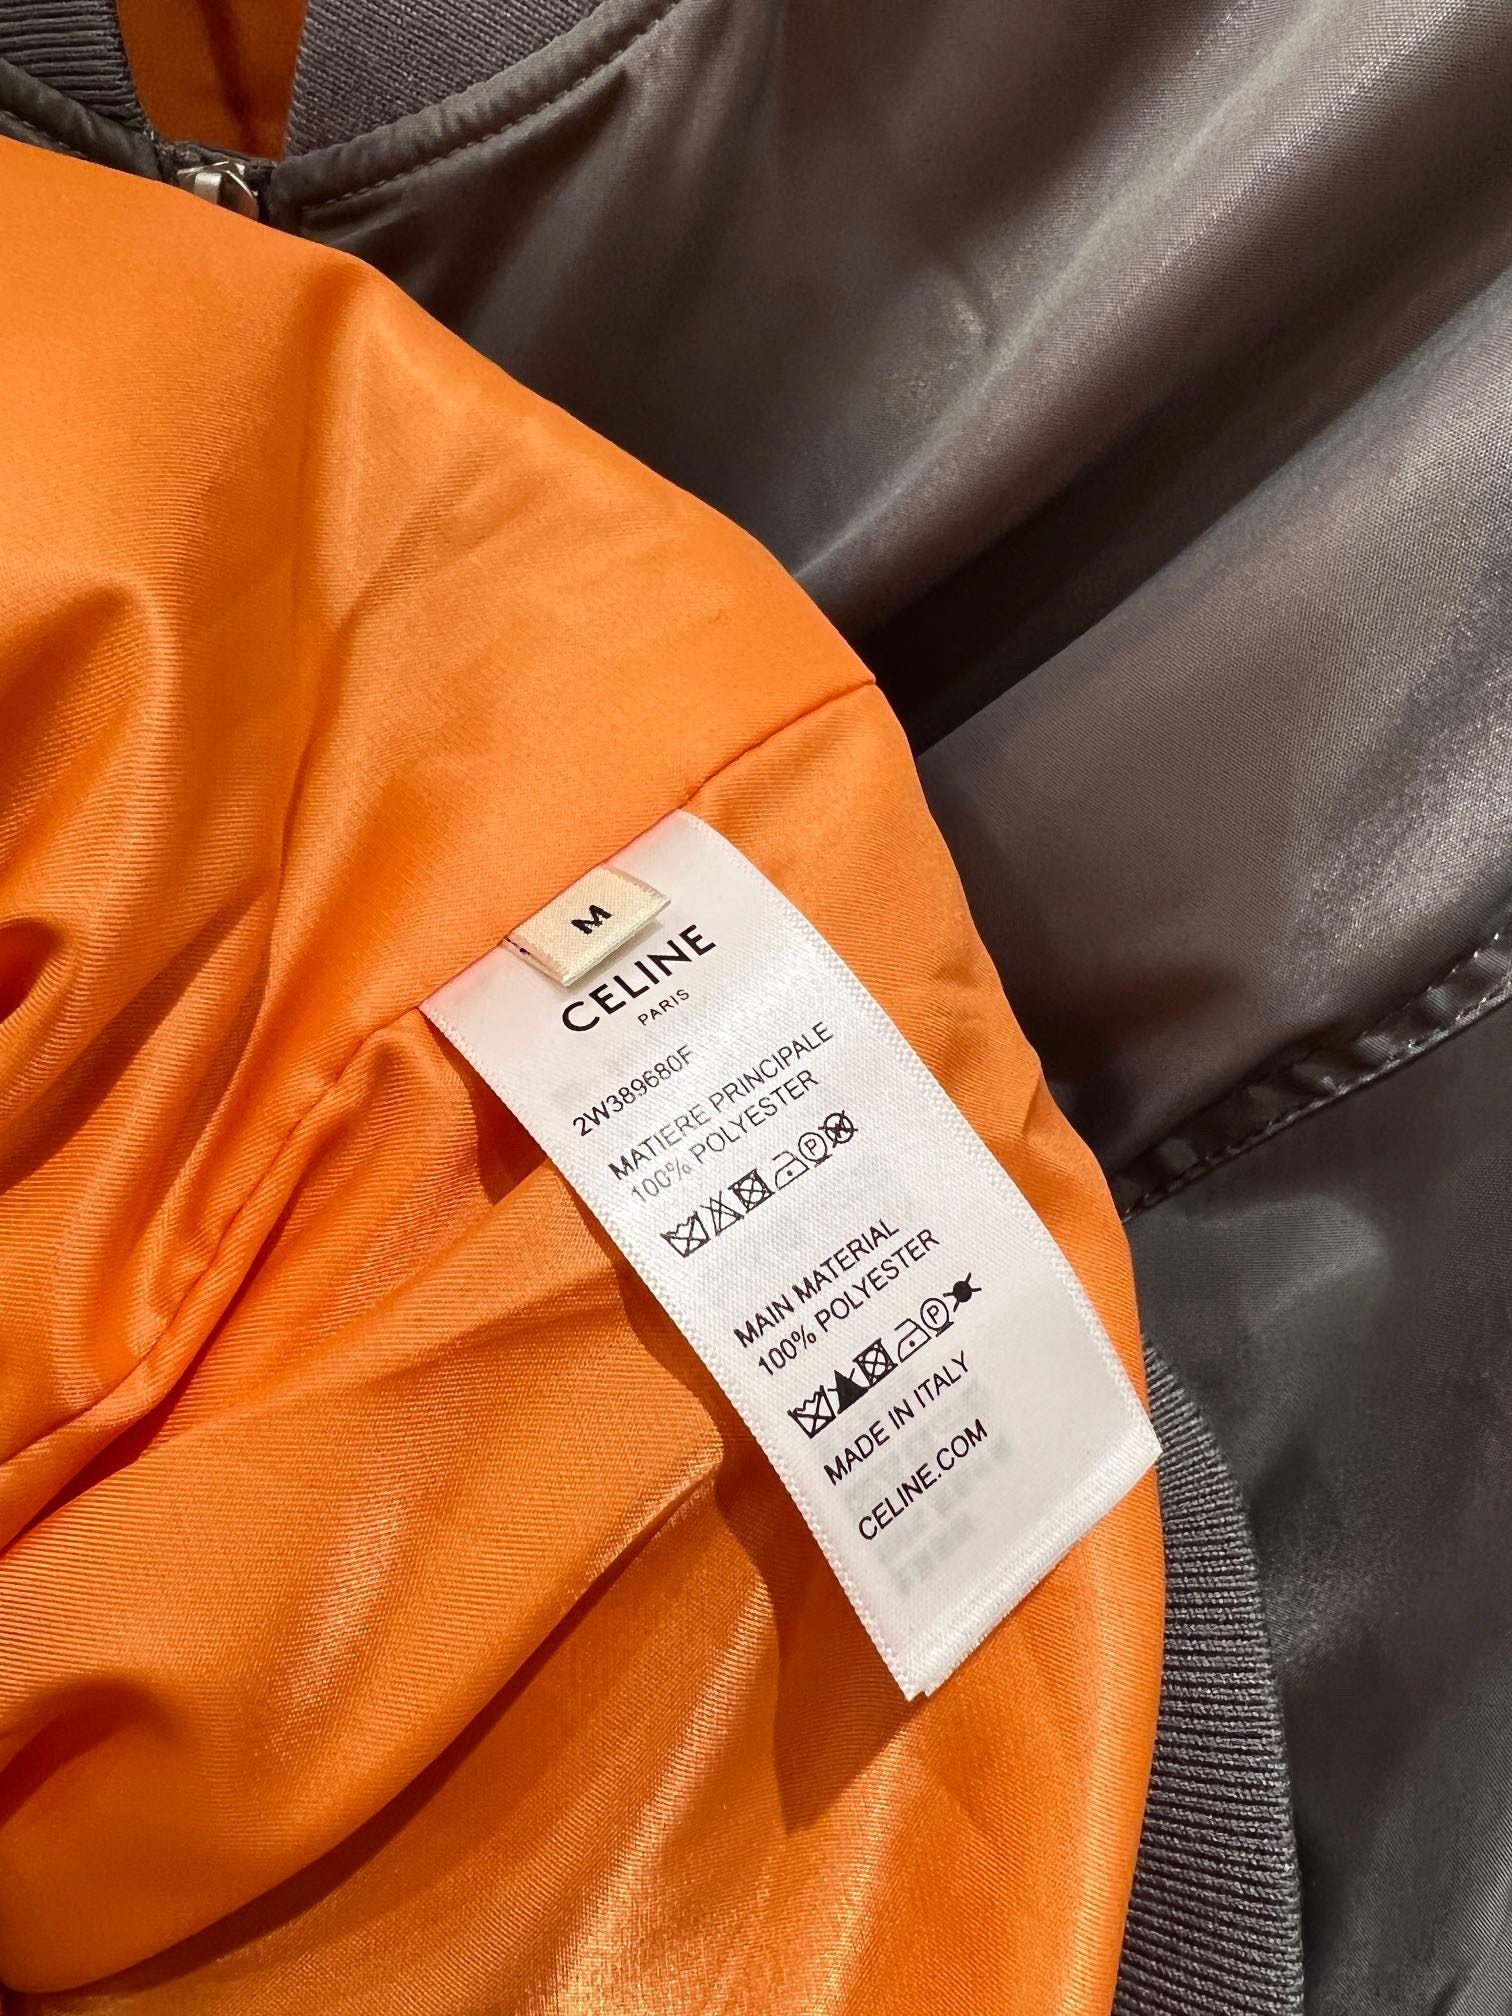 M
CELINE
PARIS
2W389680F
MATIERE PRINCIPALE
100% POLYESTER
P
MAIN MATERIAL
100% POLYESTER
P
MADE IN ITALY
CELINE.COM